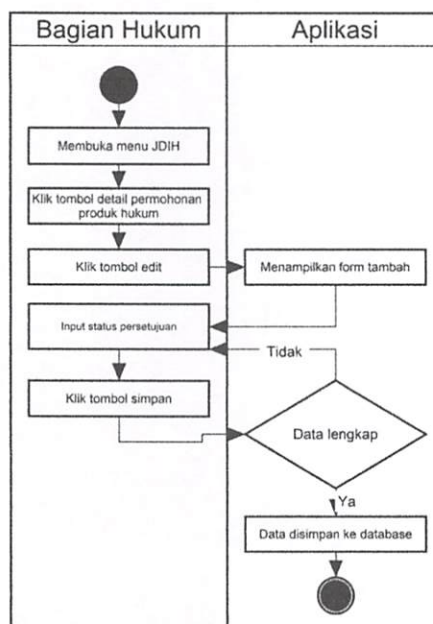 Bagian Hukum
Aplikasi
Membuka menu JDIH
Klik tombol detail permohonan
produk hukum
Klik tombol edit
Menampilkan form tambah
Input status persetujuan
Tidak
Klik tombol simpan
Data lengkap
Ya
Data disimpan ke database